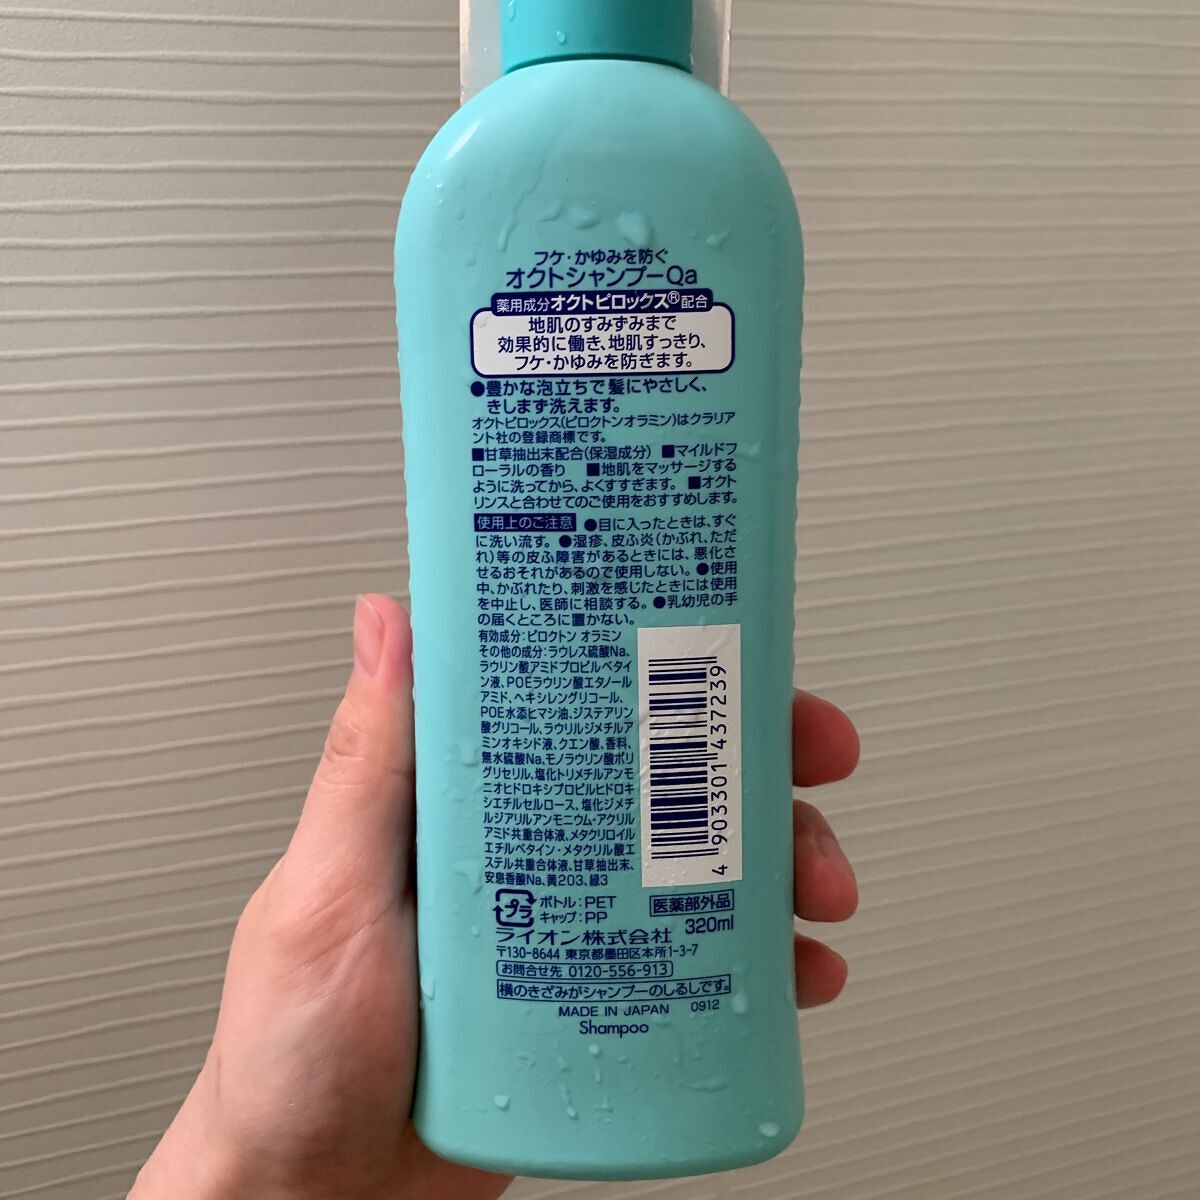 フケ・かゆみを防ぐ
オクトシャンプーQa
薬用成分オクトピロックス®配合
地肌のすみずみまで
効果的に働き、地肌すっきり、
フケ・かゆみを防ぎます。
●豊かな泡立ちで髪にやさしく、
きしまず洗えます。
オクトピロックス(ピロクトンオラミン)はクラリア
ント社の登録商標です。
■甘草抽出末配合(保湿成分) ■マイルドフ
ローラルの香り ■地肌をマッサージする
ように洗ってから、よくすすぎます。 ■オクト
リンスと合わせてのご使用をおすすめします。
使用上のご注意 ●目に入ったときは、すぐ
に洗い流す。 ●湿疹、皮ふ炎(かぶれ、ただ
れ)等の皮ふ障害があるときには、悪化さ
せるおそれがあるので使用しない。 ●使用
中、かぶれたり、刺激を感じたときには使用
を中止し、医師に相談する。 ●乳幼児の手
の届くところに置かない。
有効成分:ピロクトン オラミン
その他の成分:ラウレス硫酸Na、
ラウリン酸アミドプロピルベタイ
ン液、POEラウリン酸エタノール
アミド、ヘキシレングリコール、
POE水添ヒマシ油、ジステアリン
酸グリコール、ラウリルジメチルア
ミンオキシド液、クエン酸、香料、
無水硫酸Na、モノラウリン酸ポリ
グリセリル、塩化トリメチルアンモ
ニオヒドロキシプロピルヒドロキ
シエチルセルロース、塩化ジメチ
ルジアリルアンモニウム・アクリル
アミド共重合体液、メタクリロイル
エチルベタイン・メタクリル酸エ
ステル共重合体液、甘草抽出末、
安息香酸Na、黄203、緑3
4 903301 437239
プラ
ボトル:PET
キャップ:PP
医薬部外品
320ml
ライオン株式会社
〒130-8644 東京都墨田区本所1-3-7
お問合せ先 0120-556-913
横のきざみがシャンプーのしるしです。
MADE IN JAPAN 0912
Shampoo